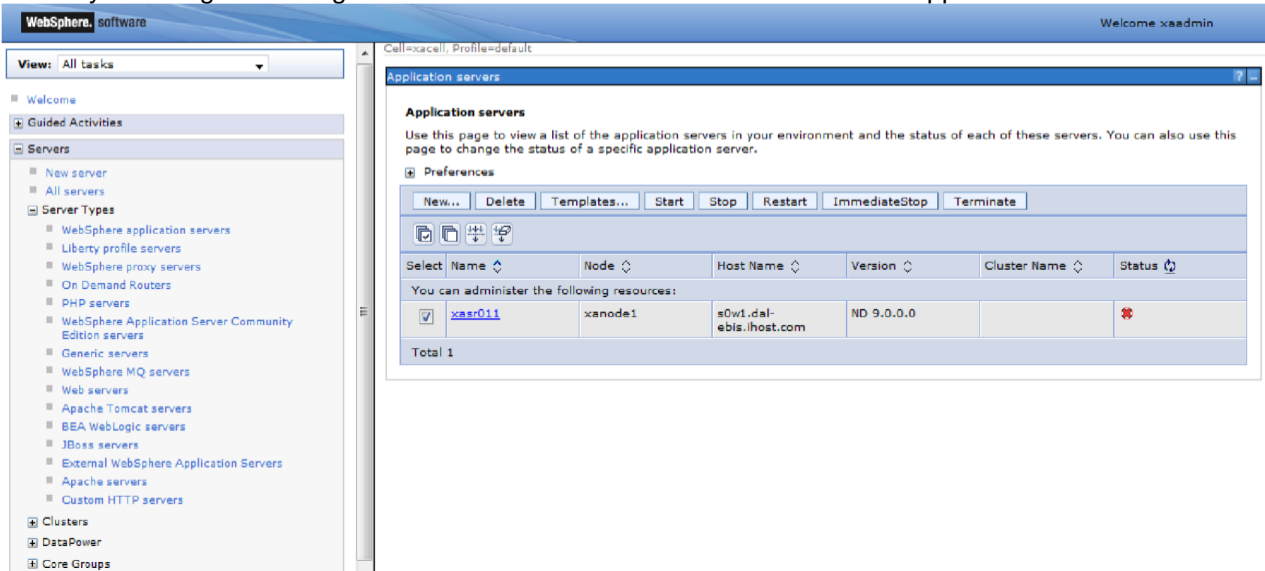 WebSphere. software
Welcome xaadmin
View: All tasks
Welcome
Guided Activities
Servers
New server
All servers
Server Types
WebSphere application servers
Liberty profile servers
WebSphere proxy servers
On Demand Routers
PHP servers
WebSphere Application Server Community
Edition servers
Generic servers
WebSphere MQ servers
Web servers
Apache Tomcat servers
BEA WebLogic servers
JBoss servers
External WebSphere Application Servers
Apache servers
Custom HTTP servers
Clusters
DataPower
Core Groups
Cell=xacell, Profile=default
Application servers ? -
Application servers
Use this page to view a list of the application servers in your environment and the status of each of these servers. You can also use this
page to change the status of a specific application server.
Preferences
New... Delete Templates... Start Stop Restart ImmediateStop Terminate
Select Name Node Host Name Version Cluster Name Status
You can administer the following resources:
xasr011 xanode1 s0w1.dal- ND 9.0.0.0
ebis.ihost.com
Total 1